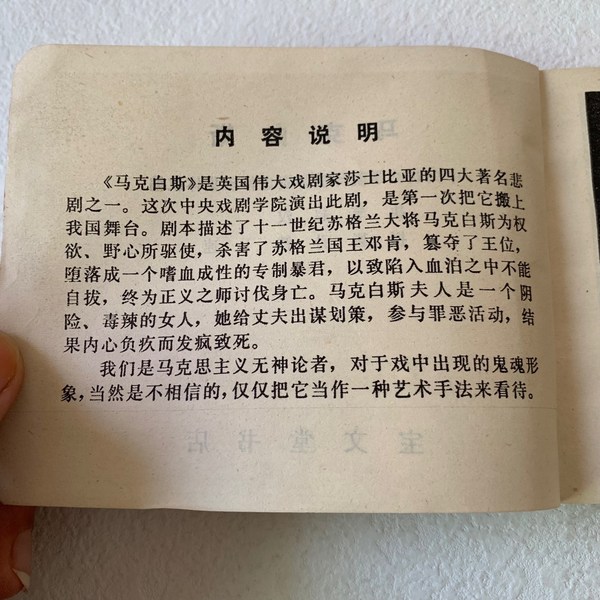 内容说明
《马克白斯》是英国伟大戏剧家莎士比亚的四大著名悲
剧之一。这次中央戏剧学院演出此剧，是第一次把它搬上
我国舞台。剧本描述了十一世纪苏格兰大将马克白斯为权
欲、野心所驱使，杀害了苏格兰国王邓肯，篡夺了王位，
堕落成一个嗜血成性的专制暴君，以致陷入血泊之中不能
自拔，终为正义之师讨伐身亡。马克白斯夫人是一个阴
险、毒辣的女人，她给丈夫出谋划策，参与罪恶活动，结
果内心负疚而发疯致死。
我们是马克思主义无神论者，对于戏中出现的鬼魂形
象，当然是不相信的，仅仅把它当作一种艺术手法来看待。
宝文堂书店